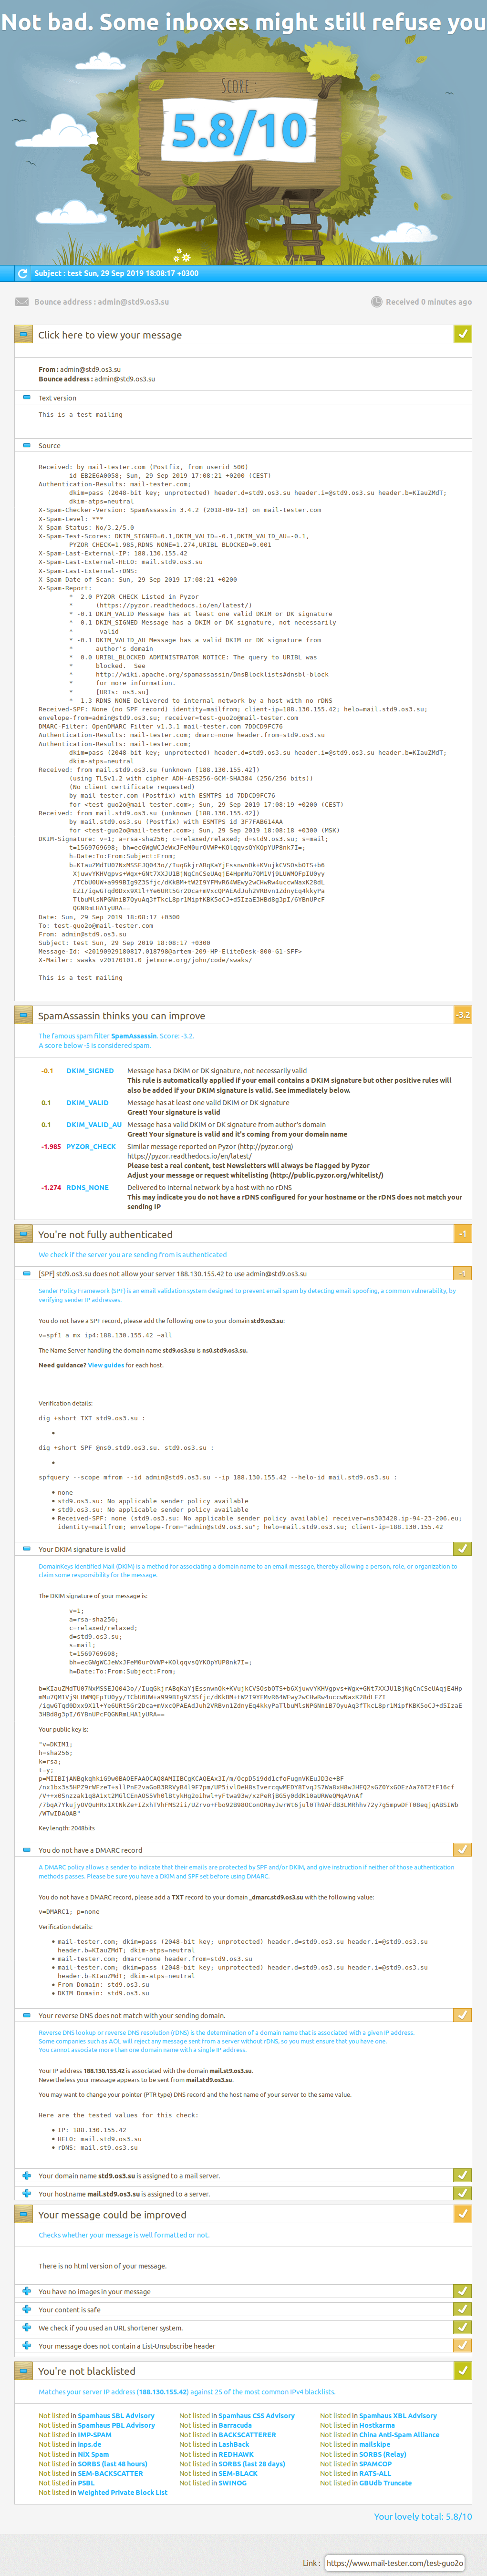 Not bad. Some inboxes might still refuse you
Score :
5.8/10
Subject : test Sun, 29 Sep 2019 18:08:17 +0300
Bounce address : admin@std9.os3.su
Received 0 minutes ago
Click here to view your message
From : admin@std9.os3.su
Bounce address : admin@std9.os3.su
Text version
This is a test mailing
Source
Received: by mail-tester.com (Postfix, from userid 500)
id EB2E6A0058; Sun, 29 Sep 2019 17:08:21 +0200 (CEST)
Authentication-Results: mail-tester.com;
dkim=pass (2048-bit key; unprotected) header.d=std9.os3.su header.i=@std9.os3.su header.b=KIauZMdT;
dkim-atps=neutral
X-Spam-Checker-Version: SpamAssassin 3.4.2 (2018-09-13) on mail-tester.com
X-Spam-Level: ***
X-Spam-Status: No/3.2/5.0
X-Spam-Test-Scores: DKIM_SIGNED=0.1,DKIM_VALID=-0.1,DKIM_VALID_AU=-0.1,
PYZOR_CHECK=1.985,RDNS_NONE=1.274,URIBL_BLOCKED=0.001
X-Spam-Last-External-IP: 188.130.155.42
X-Spam-Last-External-HELO: mail.std9.os3.su
X-Spam-Last-External-rDNS:
X-Spam-Date-of-Scan: Sun, 29 Sep 2019 17:08:21 +0200
X-Spam-Report:
* 2.0 PYZOR_CHECK Listed in Pyzor
* (https://pyzor.readthedocs.io/en/latest/)
* -0.1 DKIM_VALID Message has at least one valid DKIM or DK signature
* 0.1 DKIM_SIGNED Message has a DKIM or DK signature, not necessarily
* valid
* -0.1 DKIM_VALID_AU Message has a valid DKIM or DK signature from
* author's domain
* 0.0 URIBL_BLOCKED ADMINISTRATOR NOTICE: The query to URIBL was
* blocked. See
* http://wiki.apache.org/spamassassin/DnsBlocklists#dnsbl-block
* for more information.
* [URIs: os3.su]
* 1.3 RDNS_NONE Delivered to internal network by a host with no rDNS
Received-SPF: None (no SPF record) identity=mailfrom; client-ip=188.130.155.42; helo=mail.std9.os3.su;
envelope-from=admin@std9.os3.su; receiver=test-guo2o@mail-tester.com
DMARC-Filter: OpenDMARC Filter v1.3.1 mail-tester.com 7DDCD9FC76
Authentication-Results: mail-tester.com; dmarc=none header.from=std9.os3.su
Authentication-Results: mail-tester.com;
dkim=pass (2048-bit key; unprotected) header.d=std9.os3.su header.i=@std9.os3.su header.b=KIauZMdT;
dkim-atps=neutral
Received: from mail.std9.os3.su (unknown [188.130.155.42])
(using TLSv1.2 with cipher ADH-AES256-GCM-SHA384 (256/256 bits))
(No client certificate requested)
by mail-tester.com (Postfix) with ESMTPS id 7DDCD9FC76
for <test-guo2o@mail-tester.com>; Sun, 29 Sep 2019 17:08:19 +0200 (CEST)
Received: from mail.std9.os3.su (unknown [188.130.155.42])
by mail.std9.os3.su (Postfix) with ESMTPS id 3F7FAB614AA
for <test-guo2o@mail-tester.com>; Sun, 29 Sep 2019 18:08:18 +0300 (MSK)
DKIM-Signature: v=1; a=rsa-sha256; c=relaxed/relaxed; d=std9.os3.su; s=mail;
t=1569769698; bh=ecGWgWCJeWxJFeM0urOVWP+KOlqqvsQYKOpYUP8nk7I=;
h=Date:To:From:Subject:From;
Date: Sun, 29 Sep 2019 18:08:17 +0300
To: test-guo2o@mail-tester.com
From: admin@std9.os3.su
Subject: test Sun, 29 Sep 2019 18:08:17 +0300
Message-Id: <20190929180817.018798@artem-209-HP-EliteDesk-800-G1-SFF>
X-Mailer: swaks v20170101.0 jetmore.org/john/code/swaks/
This is a test mailing
SpamAssassin thinks you can improve
-3.2
The famous spam filter SpamAssassin. Score: -3.2.
A score below -5 is considered spam.
-0.1 DKIM_SIGNED Message has a DKIM or DK signature, not necessarily valid
This rule is automatically applied if your email contains a DKIM signature but other positive rules will
also be added if your DKIM signature is valid. See immediately below.
0.1 DKIM_VALID Message has at least one valid DKIM or DK signature
Great! Your signature is valid
0.1 DKIM_VALID_AU Message has a valid DKIM or DK signature from author's domain
Great! Your signature is valid and it's coming from your domain name
-1.985 PYZOR_CHECK Similar message reported on Pyzor (http://pyzor.org)
https://pyzor.readthedocs.io/en/latest/
Please test a real content, test Newsletters will always be flagged by Pyzor
Adjust your message or request whitelisting (http://public.pyzor.org/whitelist/)
-1.274 RDNS_NONE Delivered to internal network by a host with no rDNS
This may indicate you do not have a rDNS configured for your hostname or the rDNS does not match your
sending IP
You're not fully authenticated
-1
We check if the server you are sending from is authenticated
[SPF] std9.os3.su does not allow your server 188.130.155.42 to use admin@std9.os3.su
-1
Sender Policy Framework (SPF) is an email validation system designed to prevent email spam by detecting email spoofing, a common vulnerability, by
verifying sender IP addresses.
You do not have a SPF record, please add the following one to your domain std9.os3.su:
v=spf1 a mx ip4:188.130.155.42 ~all
The Name Server handling the domain name std9.os3.su is ns0.std9.os3.su.
Need guidance? View guides for each host.
Verification details:
dig +short TXT std9.os3.su :
dig +short SPF @ns0.std9.os3.su. std9.os3.su :
spfquery --scope mfrom --id admin@std9.os3.su --ip 188.130.155.42 --helo-id mail.std9.os3.su :
none
std9.os3.su: No applicable sender policy available
std9.os3.su: No applicable sender policy available
Received-SPF: none (std9.os3.su: No applicable sender policy available) receiver=ns303428.ip-94-23-206.eu;
identity=mailfrom; envelope-from="admin@std9.os3.su"; helo=mail.std9.os3.su; client-ip=188.130.155.42
Your DKIM signature is valid
DomainKeys Identified Mail (DKIM) is a method for associating a domain name to an email message, thereby allowing a person, role, or organization to
claim some responsibility for the message.
The DKIM signature of your message is:
v=1;
a=rsa-sha256;
c=relaxed/relaxed;
d=std9.os3.su;
s=mail;
t=1569769698;
h=Date:To:From:Subject:From;
Your public key is:
"v=DKIM1;
h=sha256;
k=rsa;
t=y;
Key length: 2048bits
You do not have a DMARC record
A DMARC policy allows a sender to indicate that their emails are protected by SPF and/or DKIM, and give instruction if neither of those authentication
methods passes. Please be sure you have a DKIM and SPF set before using DMARC.
You do not have a DMARC record, please add a TXT record to your domain _dmarc.std9.os3.su with the following value:
v=DMARC1; p=none
Verification details:
mail-tester.com; dkim=pass (2048-bit key; unprotected) header.d=std9.os3.su header.i=@std9.os3.su
header.b=KIauZMdT; dkim-atps=neutral
mail-tester.com; dmarc=none header.from=std9.os3.su
mail-tester.com; dkim=pass (2048-bit key; unprotected) header.d=std9.os3.su header.i=@std9.os3.su
header.b=KIauZMdT; dkim-atps=neutral
From Domain: std9.os3.su
DKIM Domain: std9.os3.su
Your reverse DNS does not match with your sending domain.
Reverse DNS lookup or reverse DNS resolution (rDNS) is the determination of a domain name that is associated with a given IP address.
Some companies such as AOL will reject any message sent from a server without rDNS, so you must ensure that you have one.
You cannot associate more than one domain name with a single IP address.
Your IP address 188.130.155.42 is associated with the domain mail.st9.os3.su.
Nevertheless your message appears to be sent from mail.std9.os3.su.
You may want to change your pointer (PTR type) DNS record and the host name of your server to the same value.
Here are the tested values for this check:
IP: 188.130.155.42
HELO: mail.std9.os3.su
rDNS: mail.st9.os3.su
Your domain name std9.os3.su is assigned to a mail server.
Your hostname mail.std9.os3.su is assigned to a server.
Your message could be improved
Checks whether your message is well formatted or not.
There is no html version of your message.
You have no images in your message
Your content is safe
We check if you used an URL shortener system.
Your message does not contain a List-Unsubscribe header
You're not blacklisted
Matches your server IP address (188.130.155.42) against 25 of the most common IPv4 blacklists.
Not listed in Spamhaus SBL Advisory Not listed in Spamhaus CSS Advisory Not listed in Spamhaus XBL Advisory
Not listed in Spamhaus PBL Advisory Not listed in Barracuda Not listed in Hostkarma
Not listed in IMP-SPAM Not listed in BACKSCATTERER Not listed in China Anti-Spam Alliance
Not listed in inps.de Not listed in LashBack Not listed in mailspike
Not listed in NiX Spam Not listed in REDHAWK Not listed in SORBS (Relay)
Not listed in SORBS (last 48 hours) Not listed in SORBS (last 28 days) Not listed in SPAMCOP
Not listed in SEM-BACKSCATTER Not listed in SEM-BLACK Not listed in RATS-ALL
Not listed in PSBL Not listed in SWINOG Not listed in GBUdb Truncate
Not listed in Weighted Private Block List
Your lovely total: 5.8/10
Link : https://www.mail-tester.com/test-guo2o